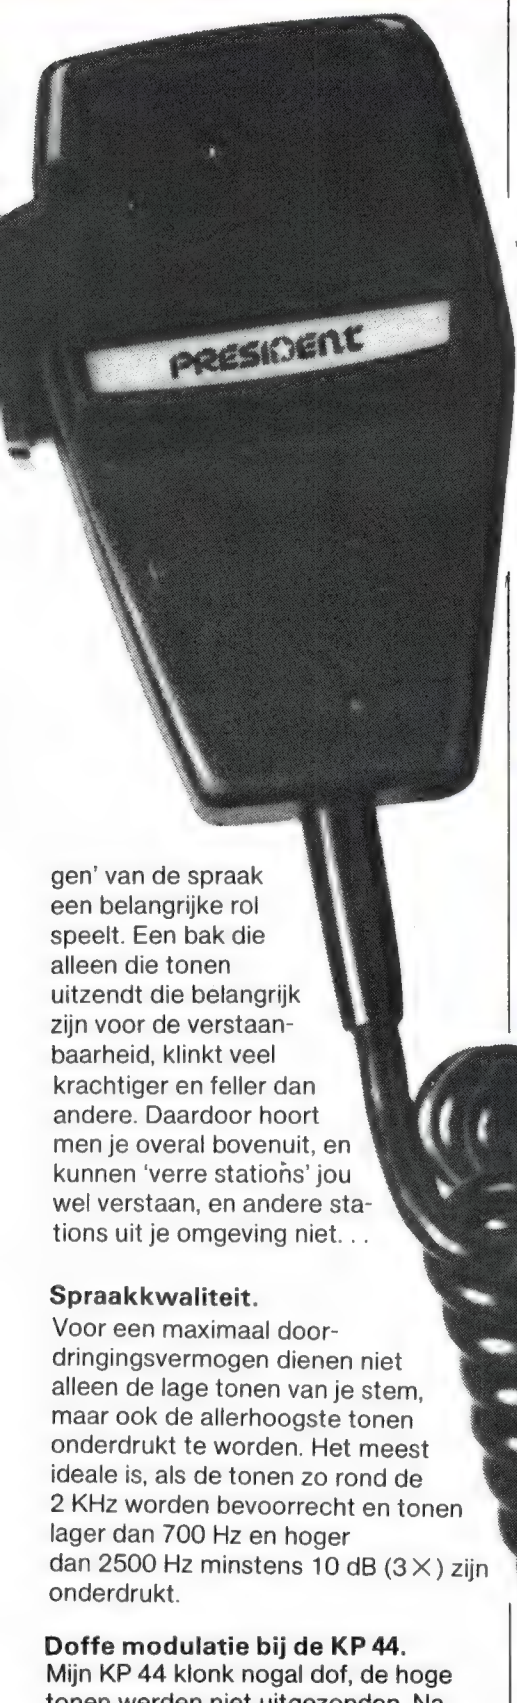 PRESIDENT
gen’ van de spraak
een belangrijke rol
speelt. Een bak die
alleen die tonen
uitzendt die belangrijk
zijn voor de verstaan-
baarheid, klinkt veel
krachtiger en feller dan
andere. Daardoor hoort
men je overal bovenuit, en
kunnen ‘verre stations’ jou
wel verstaan, en andere sta-
tions uit je omgeving niet. . .
Spraakkwaliteit.
Voor een maximaal door-
dringingsvermogen dienen niet
alleen de lage tonen van je stem,
maar ook de allerhoogste tonen
onderdrukt te worden. Het meest
ideale is, als de tonen zo rond de
2 KHz worden bevoorrecht en tonen
lager dan 700 Hz en hoger
dan 2500 Hz minstens 10 dB (3×) zijn
onderdrukt.
Doffe modulatie bij de KP 44.
Mijn KP 44 klonk nogal dof, de hoge
tonen werden niet uitgezonden. Na